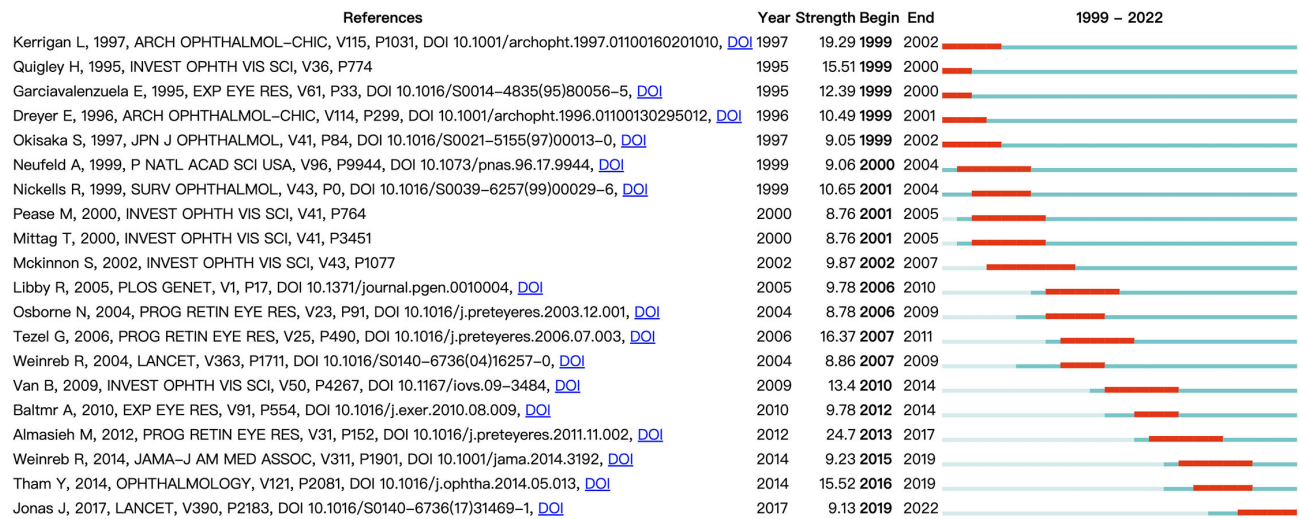 References Year Strength Begin End 1999 – 2022
Kerrigan L, 1997, ARCH OPHTHALMOL–CHIC, V115, P1031, DOI 10.1001/archopht.1997.01100160201010, DOI 1997 19.29 1999 2002
Quigley H, 1995, INVEST OPHTH VIS SCI, V36, P774 1995 15.51 1999 2000
Garciavalenzuela E, 1995, EXP EYE RES, V61, P33, DOI 10.1016/S0014–4835(95)80056–5, DOI 1995 12.39 1999 2000
Dreyer E, 1996, ARCH OPHTHALMOL–CHIC, V114, P299, DOI 10.1001/archopht.1996.01100130295012, DOI 1996 10.49 1999 2001
Okisaka S, 1997, JPN J OPHTHALMOL, V41, P84, DOI 10.1016/S0021–5155(97)00013–0, DOI 1997 9.05 1999 2002
Neufeld A, 1999, P NATL ACAD SCI USA, V96, P9944, DOI 10.1073/pnas.96.17.9944, DOI 1999 9.06 2000 2004
Nickells R, 1999, SURV OPHTHALMOL, V43, P0, DOI 10.1016/S0039–6257(99)00029–6, DOI 1999 10.65 2001 2004
Pease M, 2000, INVEST OPHTH VIS SCI, V41, P764 2000 8.76 2001 2005
Mittag T, 2000, INVEST OPHTH VIS SCI, V41, P3451 2000 8.76 2001 2005
Mckinnon S, 2002, INVEST OPHTH VIS SCI, V43, P1077 2002 9.87 2002 2007
Libby R, 2005, PLOS GENET, V1, P17, DOI 10.1371/journal.pgen.0010004, DOI 2005 9.78 2006 2010
Osborne N, 2004, PROG RETIN EYE RES, V23, P91, DOI 10.1016/j.preteyeres.2003.12.001, DOI 2004 8.78 2006 2009
Tezel G, 2006, PROG RETIN EYE RES, V25, P490, DOI 10.1016/j.preteyeres.2006.07.003, DOI 2006 16.37 2007 2011
Weinreb R, 2004, LANCET, V363, P1711, DOI 10.1016/S0140–6736(04)16257–0, DOI 2004 8.86 2007 2009
Van B, 2009, INVEST OPHTH VIS SCI, V50, P4267, DOI 10.1167/iovs.09–3484, DOI 2009 13.4 2010 2014
Baltmr A, 2010, EXP EYE RES, V91, P554, DOI 10.1016/j.exer.2010.08.009, DOI 2010 9.78 2012 2014
Almasieh M, 2012, PROG RETIN EYE RES, V31, P152, DOI 10.1016/j.preteyeres.2011.11.002, DOI 2012 24.7 2013 2017
Weinreb R, 2014, JAMA–J AM MED ASSOC, V311, P1901, DOI 10.1001/jama.2014.3192, DOI 2014 9.23 2015 2019
Tham Y, 2014, OPHTHALMOLOGY, V121, P2081, DOI 10.1016/j.ophtha.2014.05.013, DOI 2014 15.52 2016 2019
Jonas J, 2017, LANCET, V390, P2183, DOI 10.1016/S0140–6736(17)31469–1, DOI 2017 9.13 2019 2022